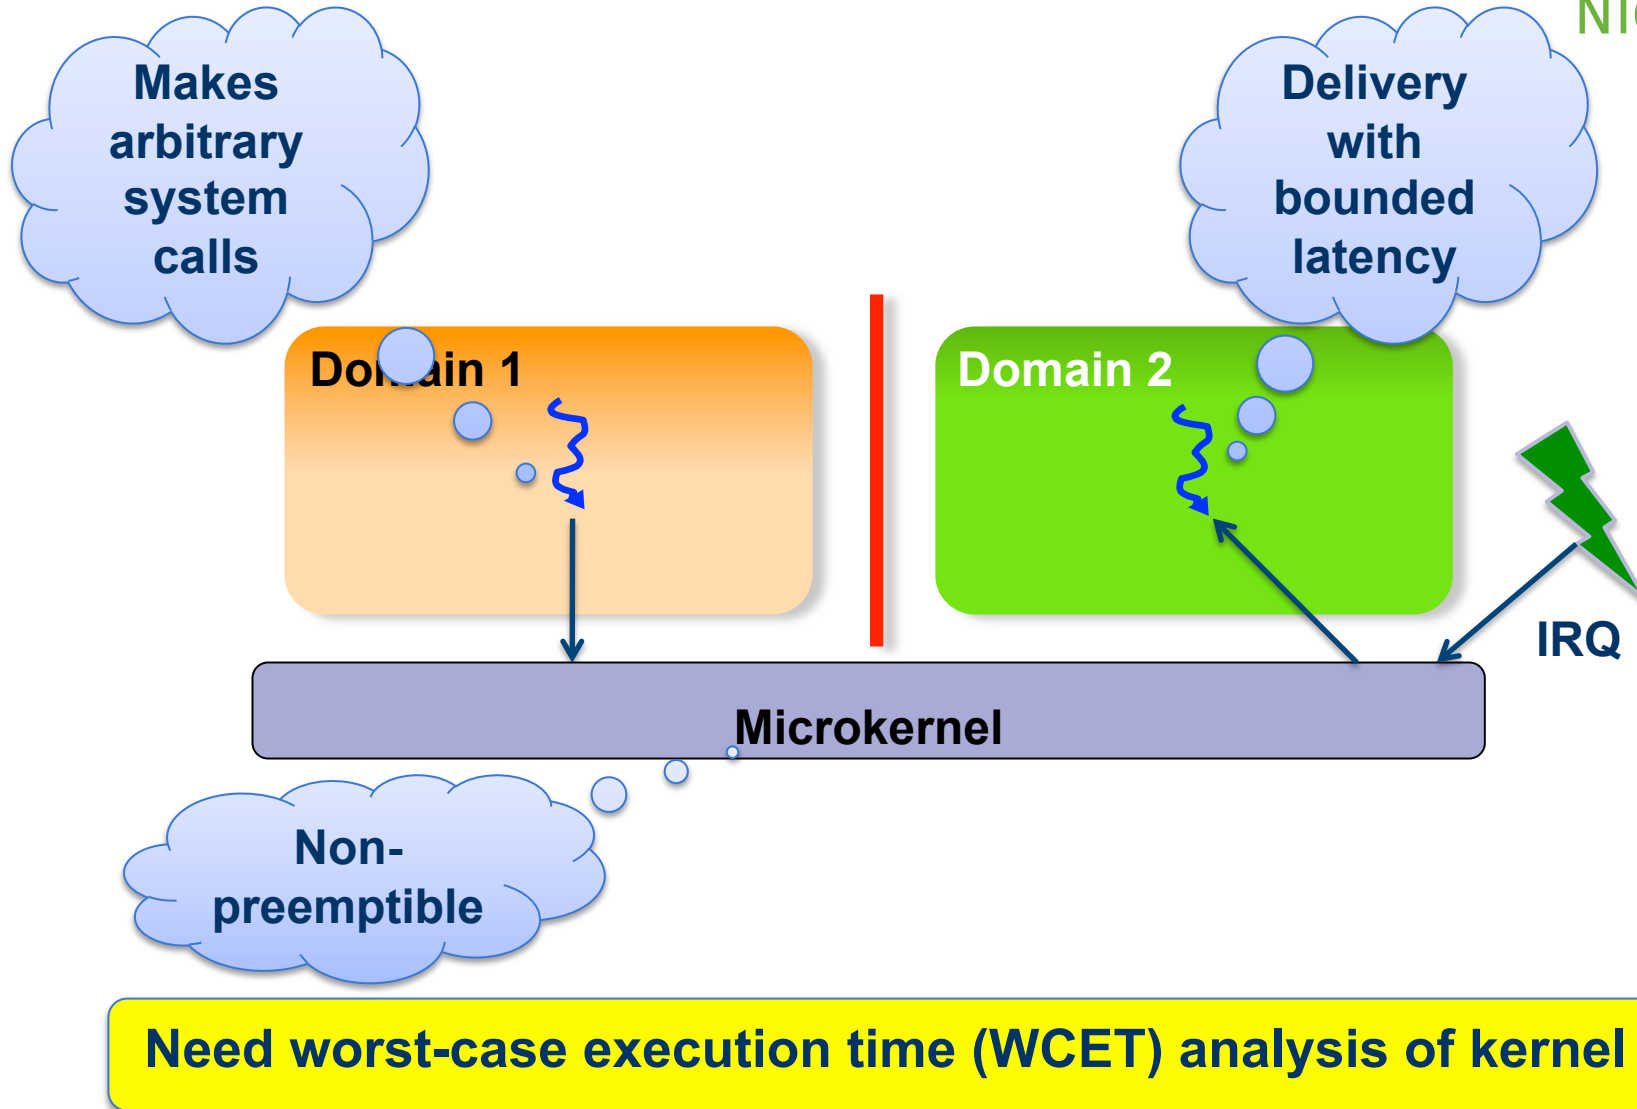 Makes
arbitrary
system
calls
Delivery
with
bounded
latency
Domain 1
Domain 2
IRQ
Microkernel
Non-
preemptible
Need worst-case execution time (WCET) analysis of kernel